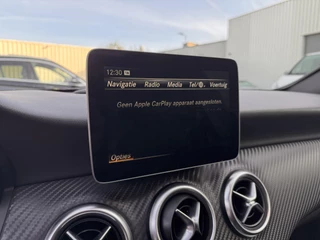 12:30
Navigatie Radio Media Tel/ Voertuig
Geen Apple CarPlay apparaat aangesloten.
Opties